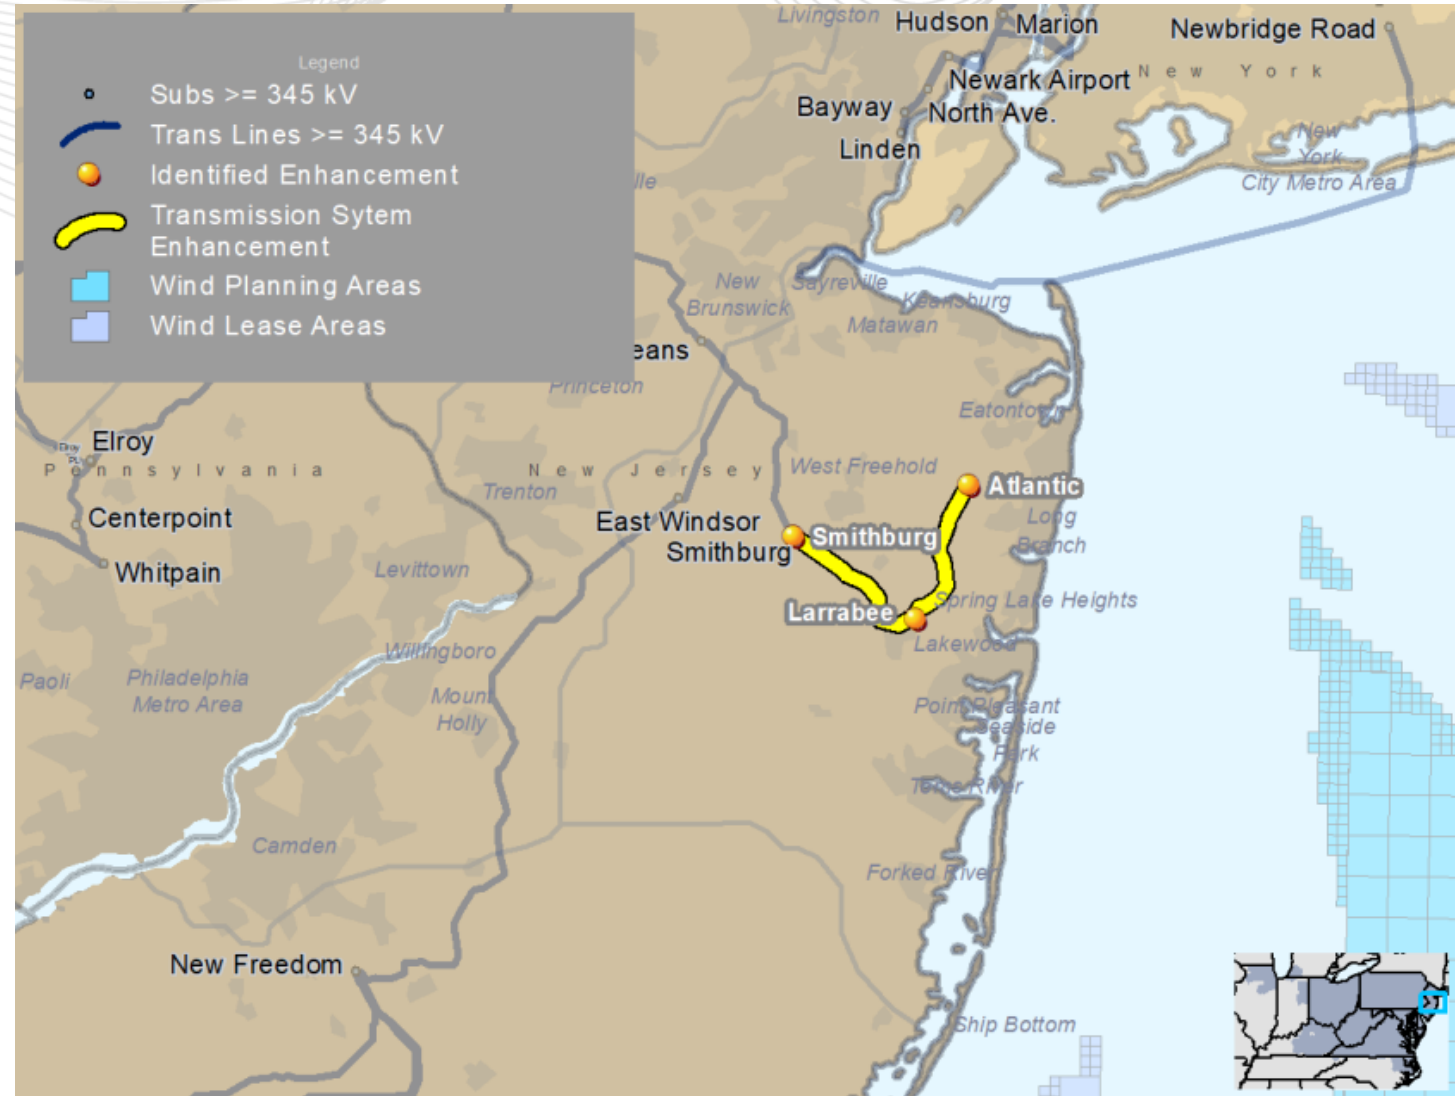 Legend
Subs >= 345 kV
Trans Lines >= 345 kV
Identified Enhancement
Transmission Sytem
Enhancement
Wind Planning Areas
Wind Lease Areas
Livingston
Hudson
Marion
Newbridge Road
New York
Newark Airport
Bayway
North Ave.
Linden
New
York
City Metro Area
lle
New
Brunswick
Sayreville
Keansburg
Matawan
eans
Princeton
Eatontow
Elroy
Pennsylvania
New Jersey
West Freehold
Trenton
Atlantic
Centerpoint
East Windsor
Smithburg
Smithburg
Long
Branch
Whitpain
Levittown
Larrabee
Spring Lake Heights
Lakewood
Willingboro
Paoli
Philadelphia
Metro Area
Mount
Holly
Point Pleasant
Seaside
Park
Toms River
Camden
Forked River
New Freedom
Ship Bottom